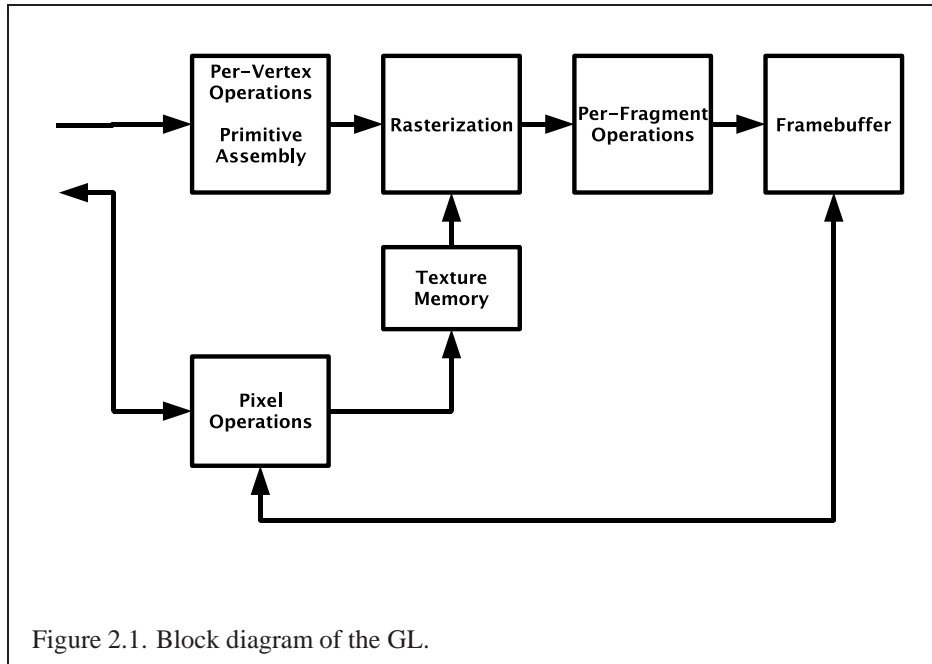 Per-Vertex
Operations
Primitive
Assembly
Rasterization
Per-Fragment
Operations
Framebuffer
Texture
Memory
Pixel
Operations
Figure 2.1. Block diagram of the GL.